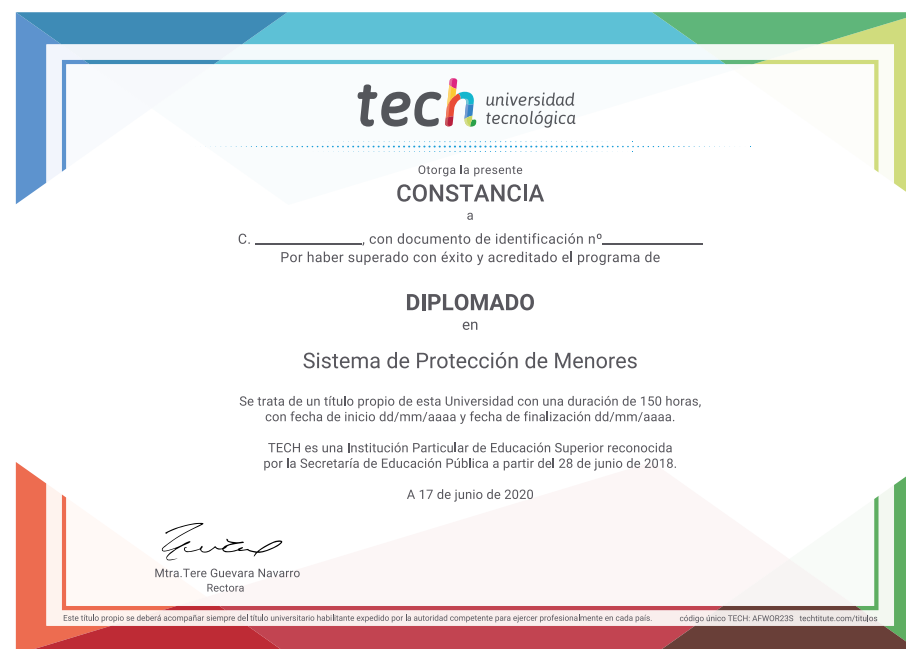 tech universidad
tecnológica
Otorga la presente
CONSTANCIA
a
C. ______________, con documento de identificación nº_____________
Por haber superado con éxito y acreditado el programa de
DIPLOMADO
en
Sistema de Protección de Menores
Se trata de un título propio de esta Universidad con una duración de 150 horas,
con fecha de inicio dd/mm/aaaa y fecha de finalización dd/mm/aaaa.
TECH es una Institución Particular de Educación Superior reconocida
por la Secretaría de Educación Pública a partir del 28 de junio de 2018.
A 17 de junio de 2020
Mtra.Tere Guevara Navarro
Rectora
Este título propio se deberá acompañar siempre del título universitario habilitante expedido por la autoridad competente para ejercer profesionalmente en cada país. código único TECH: AFWOR23S techtitute.com/titulos